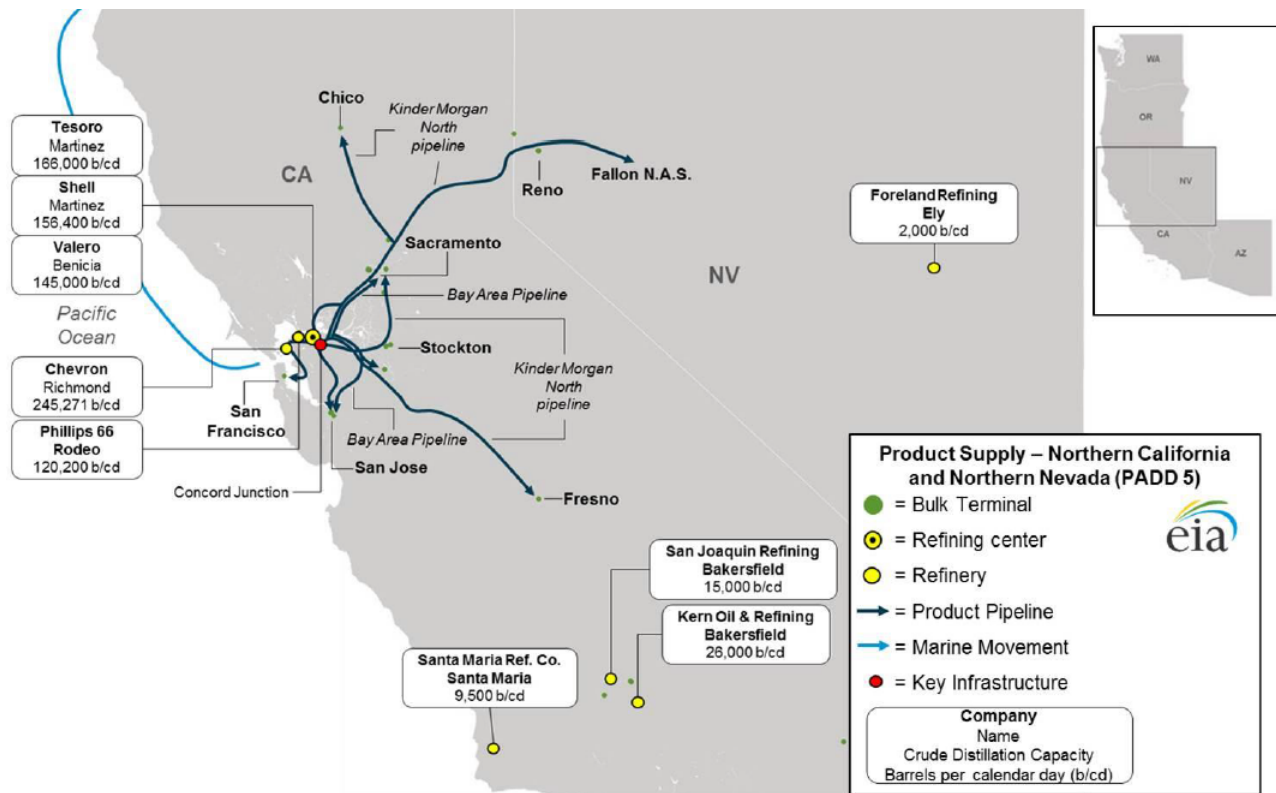 Tesoro
Martinez
166,000 b/cd
Shell
Martinez
156,400 b/cd
Valero
Benicia
145,000 b/cd
Pacific
Ocean
Chevron
Richmond
245,271 b/cd
Phillips 66
Rodeo
120,200 b/cd
Chico
Kinder Morgan
North
pipeline
CA
Reno
Fallon N.A.S.
Sacramento
Bay Area Pipeline
NV
Stockton
Kinder Morgan
North
pipeline
San
Francisco
Bay Area Pipeline
San Jose
Concord Junction
Fresno
Foreland Refining
Ely
2,000 b/cd
San Joaquin Refining
Bakersfield
15,000 b/cd
Kern Oil & Refining
Bakersfield
26,000 b/cd
Santa Maria Ref. Co.
Santa Maria
9,500 b/cd
WA
OR
NV
CA
AZ
Product Supply – Northern California
and Northern Nevada (PADD 5)
= Bulk Terminal
= Refining center
= Refinery
= Product Pipeline
= Marine Movement
= Key Infrastructure
eia
Company
Name
Crude Distillation Capacity
Barrels per calendar day (b/cd)